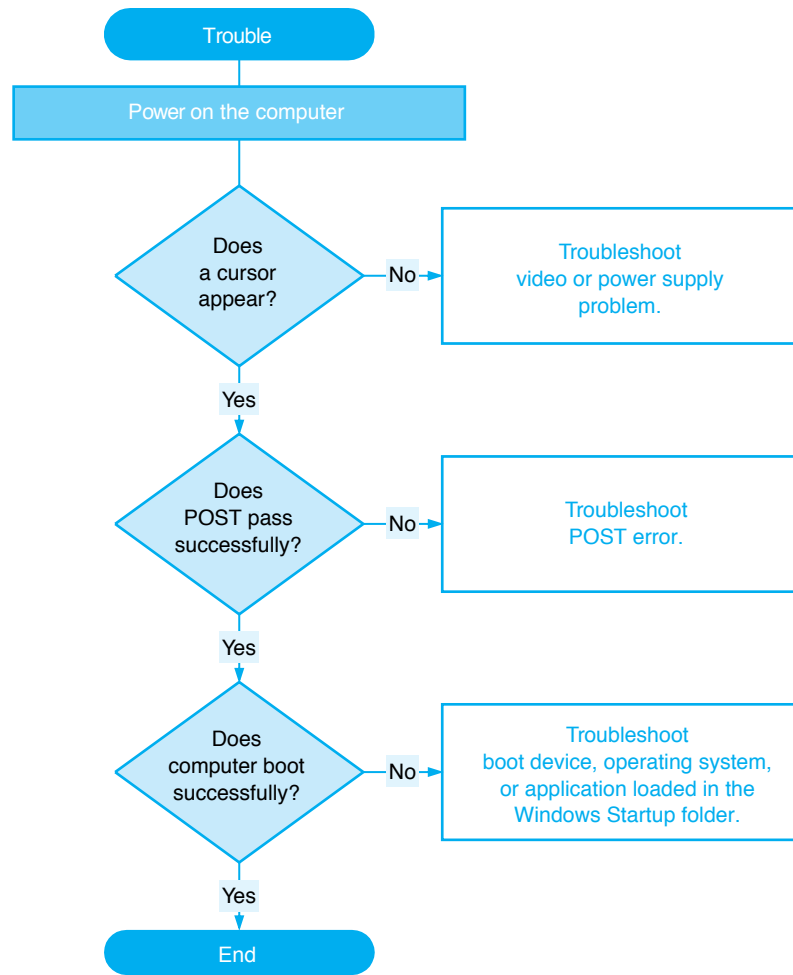 Trouble
Power on the computer
Does
a cursor
appear?
No
Troubleshoot
video or power supply
problem.
Yes
Does
POST pass
successfully?
No
Troubleshoot
POST error.
Yes
Does
computer boot
successfully?
No
Troubleshoot
boot device, operating system,
or application loaded in the
Windows Startup folder.
Yes
End